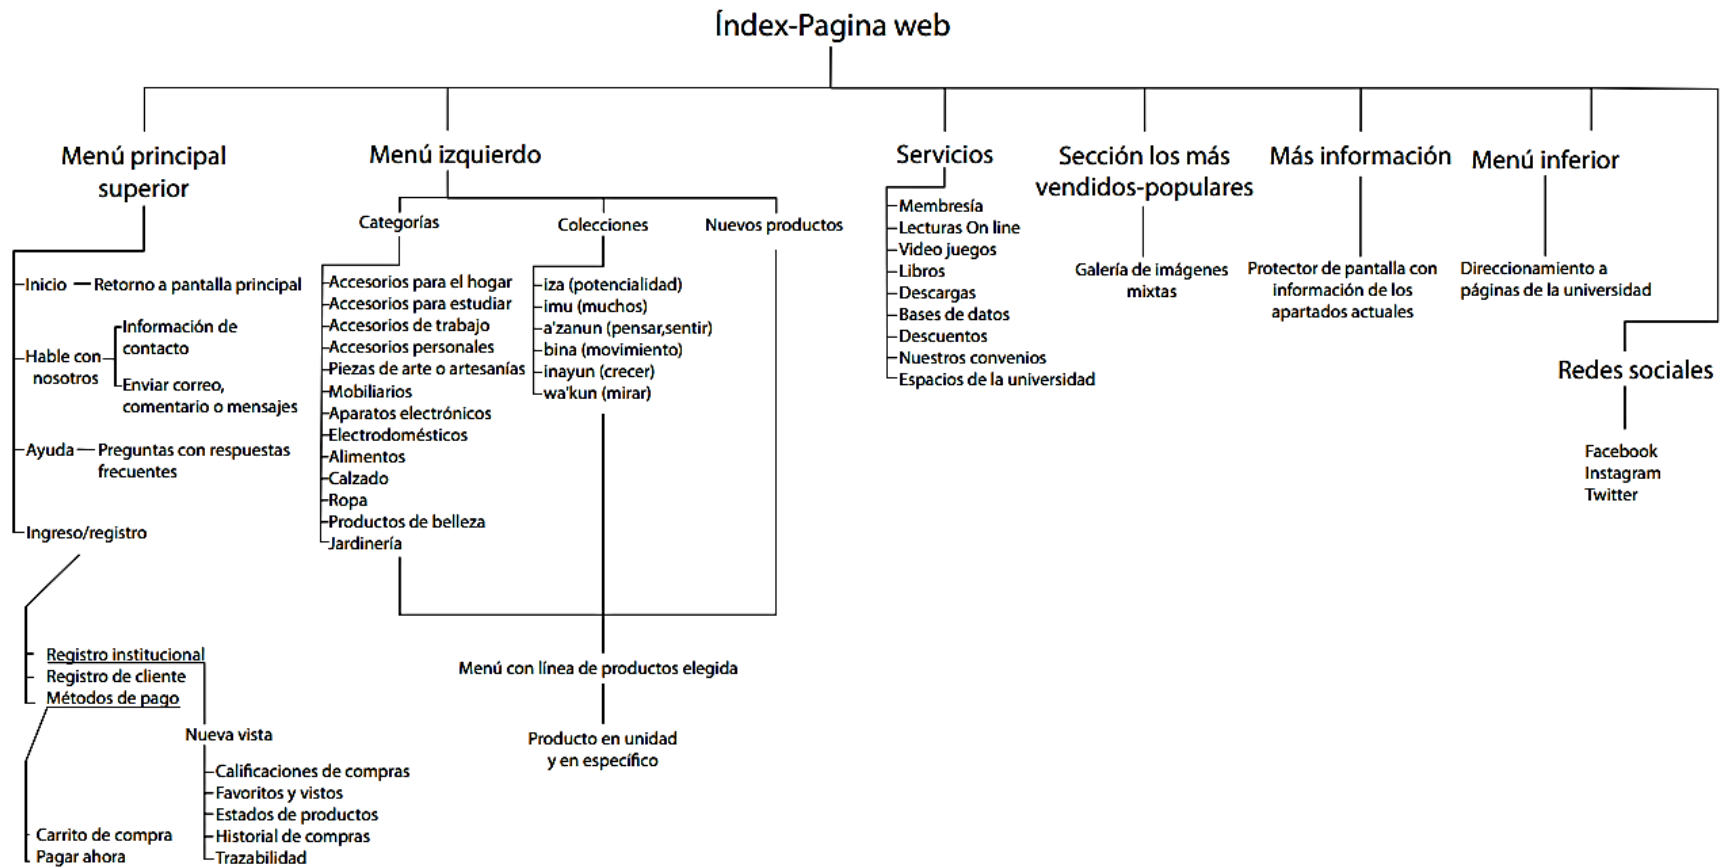 Índex-Pagina web
Menú principal
superior
Inicio
Retorno a pantalla principal
Hable con
nosotros
Información de
contacto
Enviar correo,
comentario o mensajes
Ayuda
Preguntas con respuestas
frecuentes
Ingreso/registro
Registro institucional
Registro de cliente
Métodos de pago
Carrito de compra
Pagar ahora
Nueva vista
Calificaciones de compras
Favoritos y vistos
Estados de productos
Historial de compras
Trazabilidad
Menú izquierdo
Categorías
Accesorios para el hogar
Accesorios para estudiar
Accesorios de trabajo
Accesorios personales
Piezas de arte o artesanías
Mobiliarios
Aparatos electrónicos
Electrodomésticos
Alimentos
Calzado
Ropa
Productos de belleza
Jardinería
Colecciones
iza (potencialidad)
imu (muchos)
a'zanun (pensar,sentir)
bina (movimiento)
inayun (crecer)
wa'kun (mirar)
Nuevos productos
Menú con línea de productos elegida
Producto en unidad
y en específico
Servicios
Membresía
Lecturas On line
Video juegos
Libros
Descargas
Bases de datos
Descuentos
Nuestros convenios
Espacios de la universidad
Sección los más
vendidos-populares
Galería de imágenes
mixtas
Más información
Protector de pantalla con
información de los
apartados actuales
Menú inferior
Direccionamiento a
páginas de la universidad
Redes sociales
Facebook
Instagram
Twitter